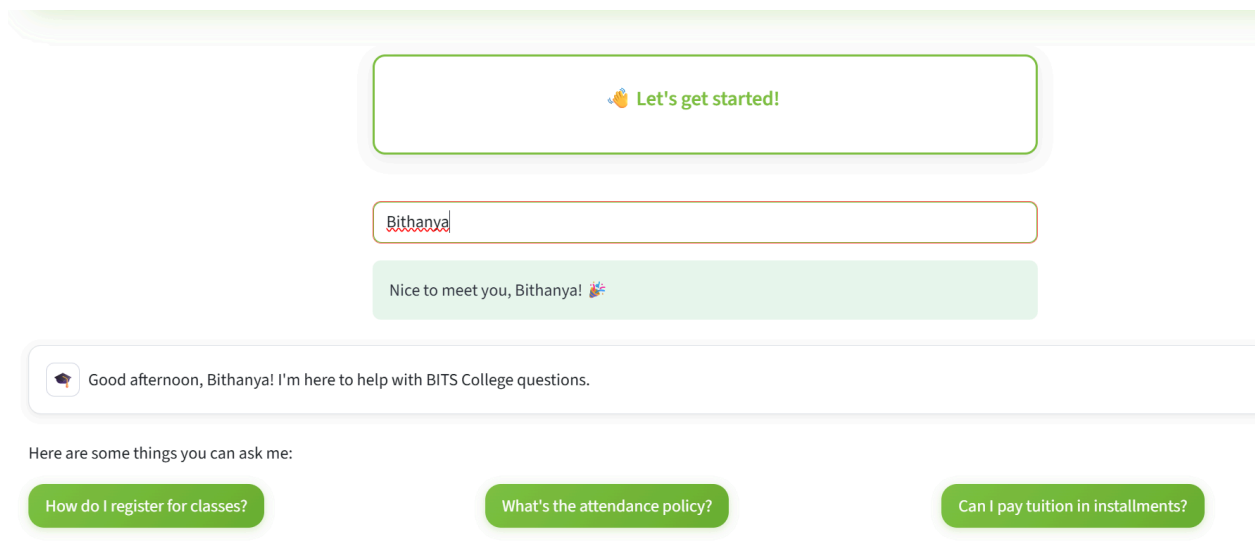 👋 Let's get started!
Bithanya
Nice to meet you, Bithanya! 🎉
Good afternoon, Bithanya! I'm here to help with BITS College questions.
Here are some things you can ask me:
How do I register for classes?
What's the attendance policy?
Can I pay tuition in installments?